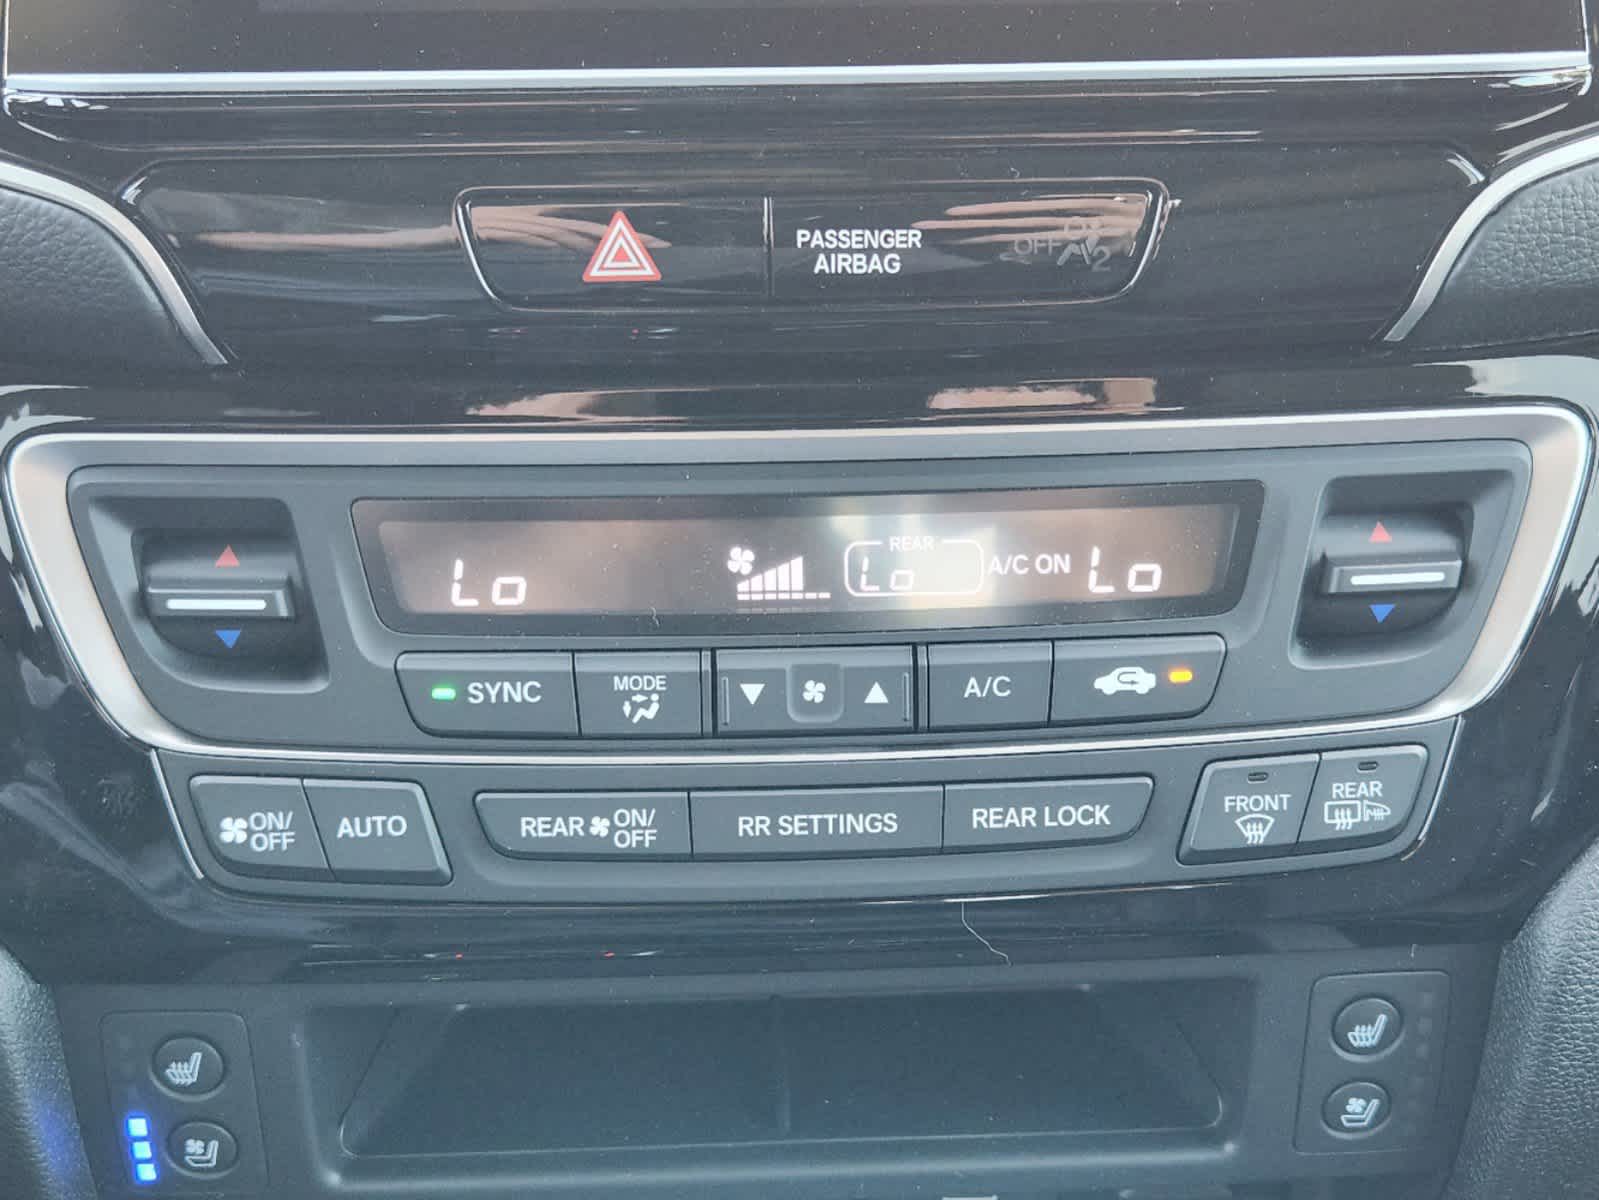 PASSENGER
AIRBAG
OFF
2
REAR
Lo
Lo
A/C ON
Lo
SYNC
MODE
A/C
ON/
OFF
AUTO
REAR
ON/
OFF
RR SETTINGS
REAR LOCK
FRONT
REAR